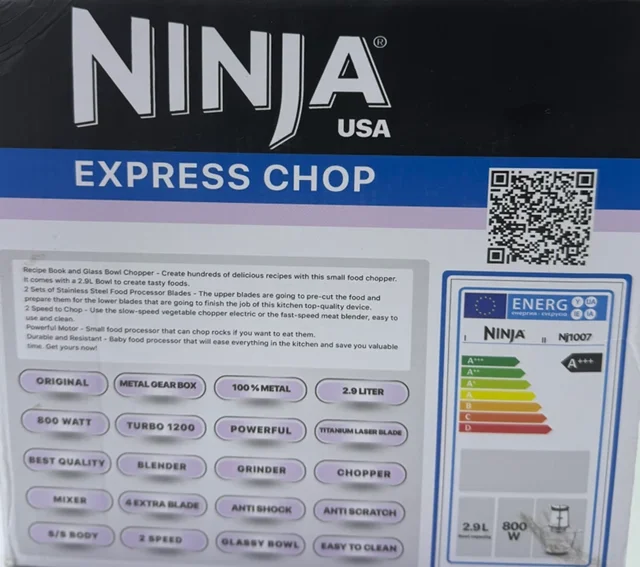 NINJA®
USA
EXPRESS CHOP
Recipe Book and Glass Bowl Chopper - Create hundreds of delicious recipes with this small food chopper.
It comes with a 2.9L Bowl to create tasty foods.
2 Sets of Stainless Steel Food Processor Blades - The upper blades are going to pre-cut the food and
prepare them for the lower blades that are going to finish the job of this kitchen top-quality device.
2 Speed to Chop - Use the slow-speed vegetable chopper electric or the fast-speed meat blender, easy to
use and clean.
Powerful Motor - Small food processor that can chop rocks if you want to eat them.
Durable and Resistant - Baby food processor that will ease everything in the kitchen and save you valuable
time. Get yours now!
ORIGINAL METAL GEAR BOX 100 % METAL 2.9 LITER
800 WATT TURBO 1200 POWERFUL TITANIUM LASER BLADE
BEST QUALITY BLENDER GRINDER CHOPPER
MIXER 4 EXTRA BLADE ANTI SHOCK ANTI SCRATCH
S/S BODY 2 SPEED GLASSY BOWL EASY TO CLEAN
ENERG Y UA
енергия · ενεργεια IE IA
I NINJA II Nj1007
A+++ A+++
A++
A+
A
B
C
D
2.9L 800
W